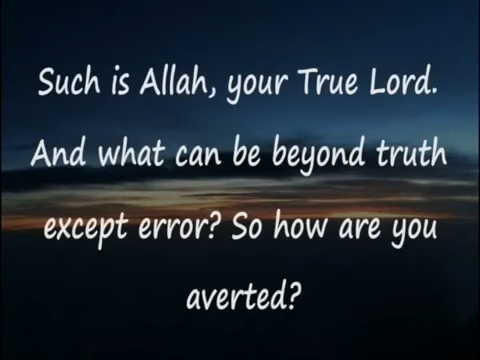 Such is Allah, your True Lord.
And what can be beyond truth
except error? So how are you
averted?